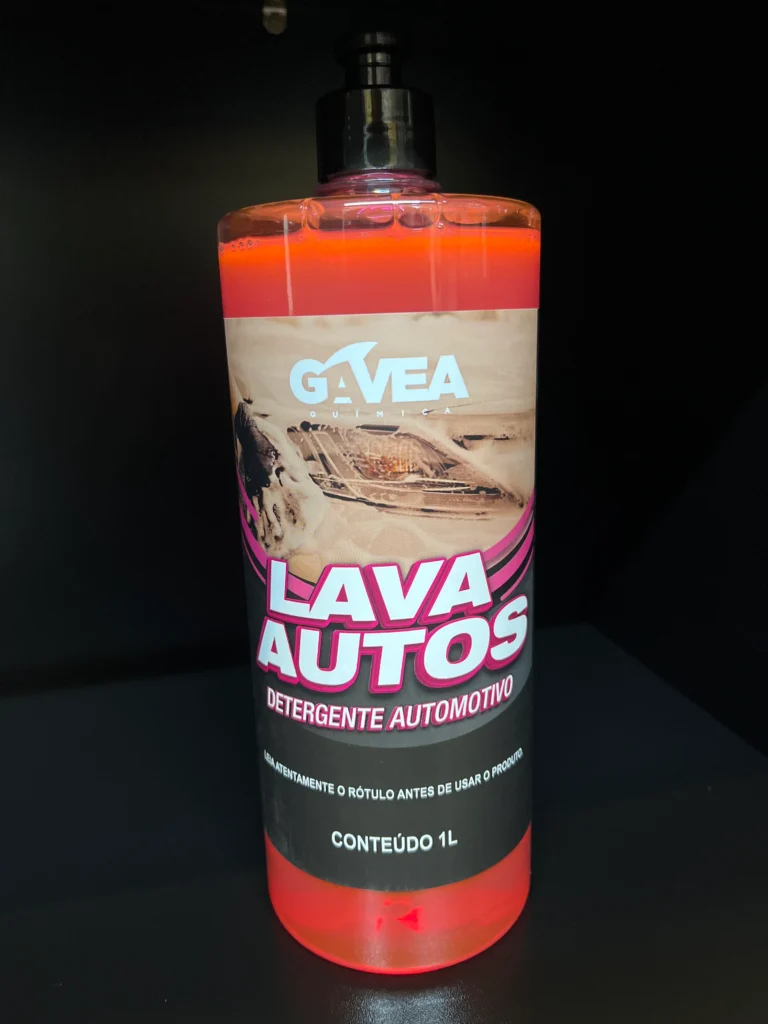 GAVEA
QUÍMICA
LAVA
AUTOS
DETERGENTE AUTOMOTIVO
LEIA ATENTAMENTE O RÓTULO ANTES DE USAR O PRODUTO.
CONTEÚDO 1L